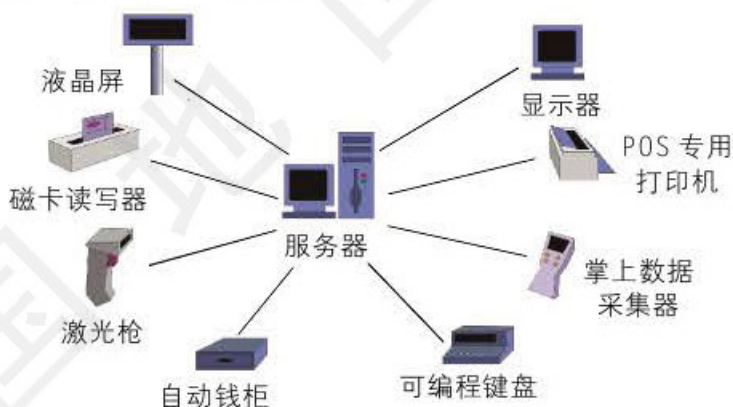 液晶屏
显示器
POS 专用
打印机
磁卡读写器
服务器
掌上数据
采集器
激光枪
自动钱柜
可编程键盘